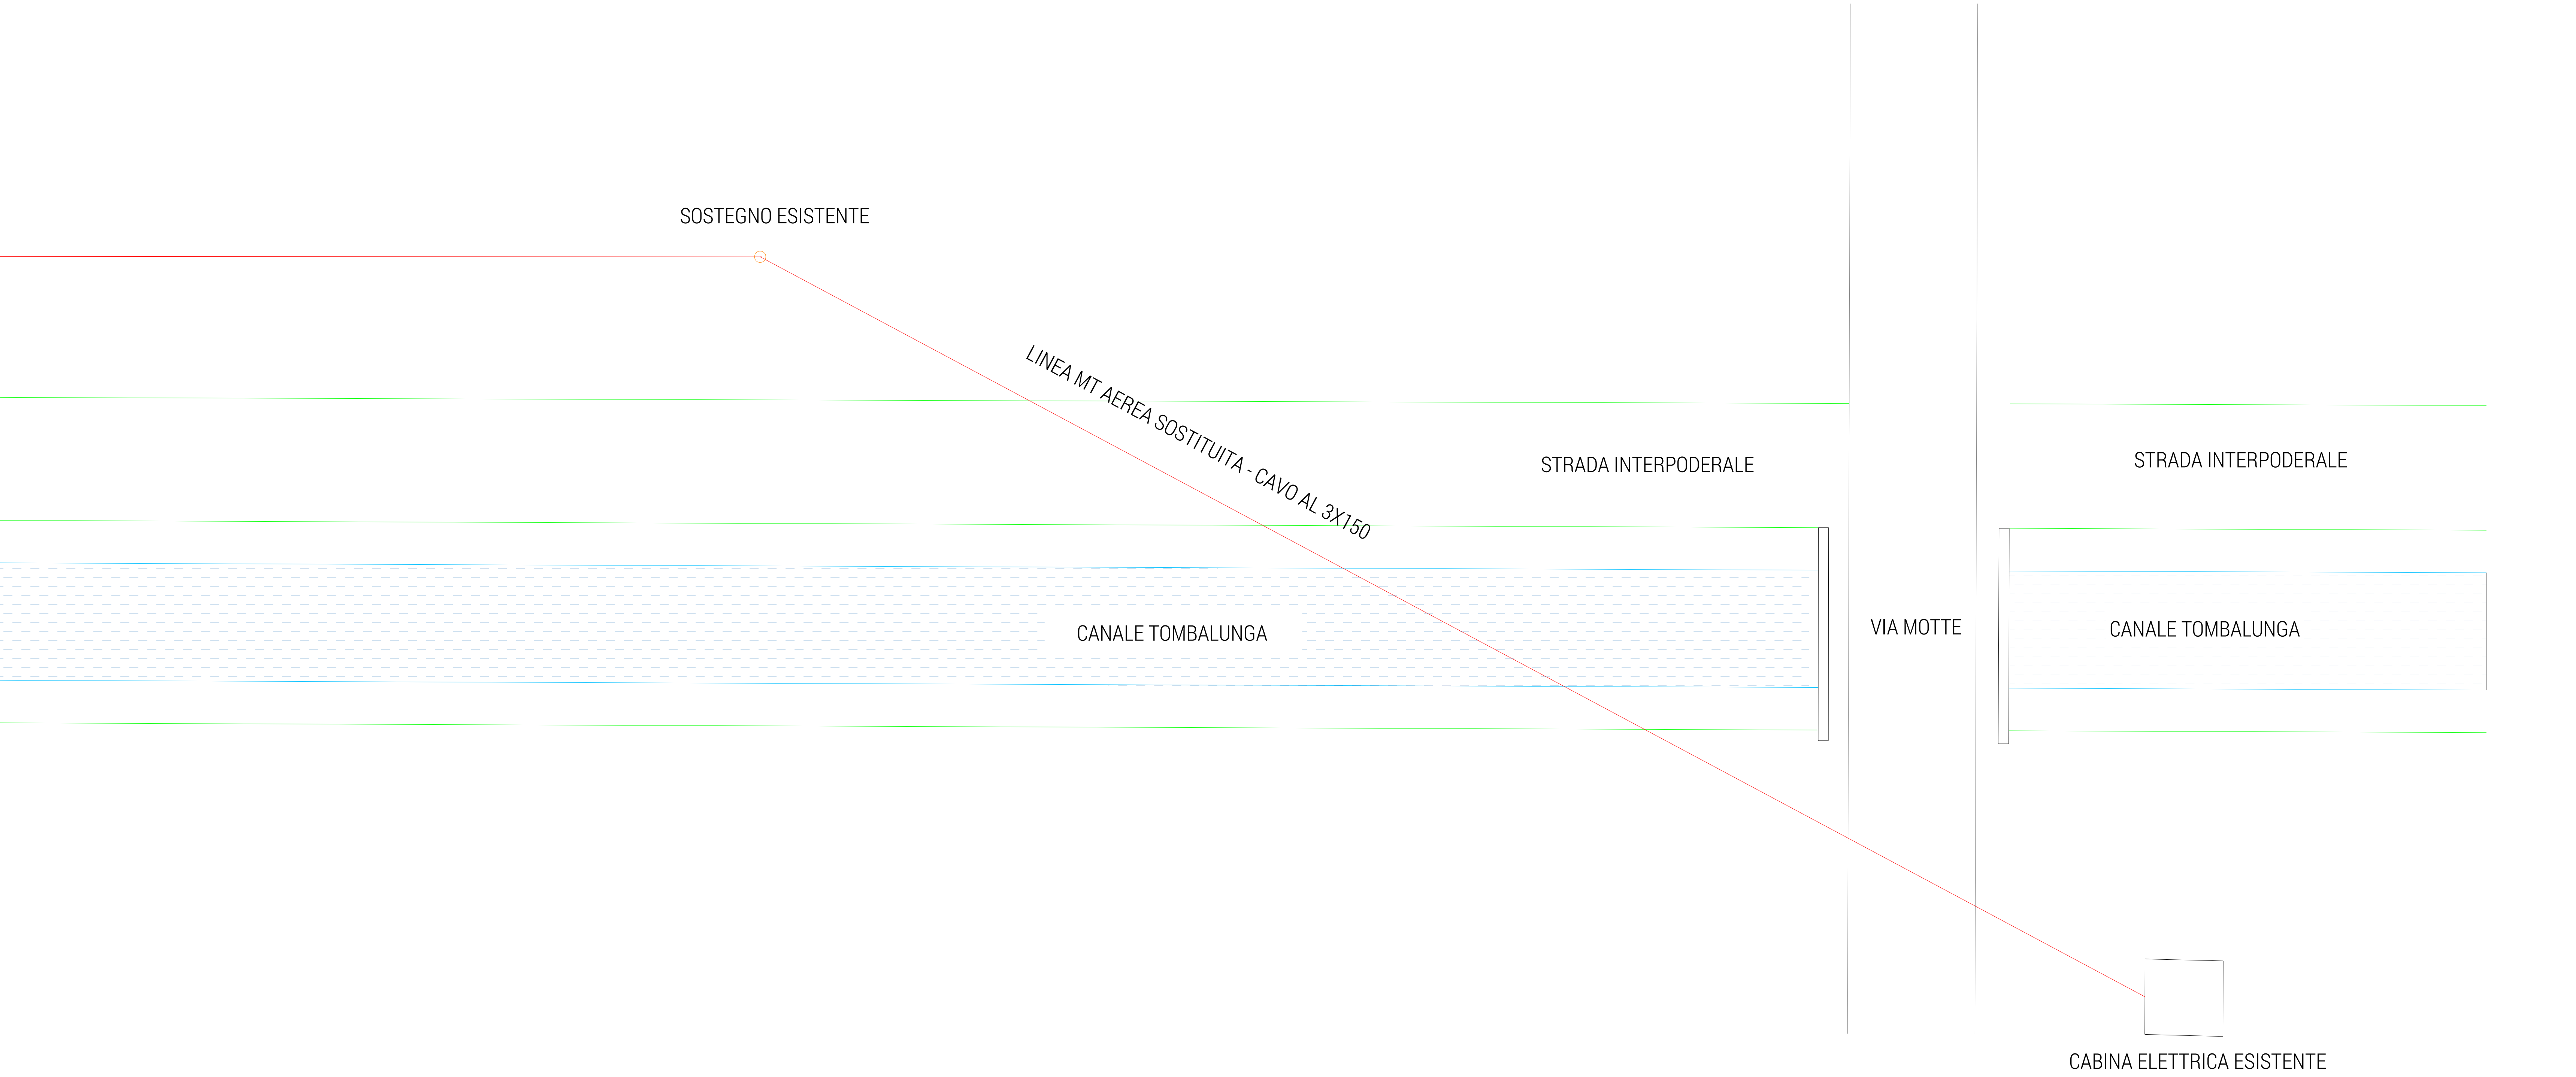 SOSTEGNO ESISTENTE
LINEA MT AEREA SOSTITUITA - CAVO AL 3X150
STRADA INTERPODERALE
STRADA INTERPODERALE
CANALE TOMBALUNGA
VIA MOTTE
CANALE TOMBALUNGA
CABINA ELETTRICA ESISTENTE